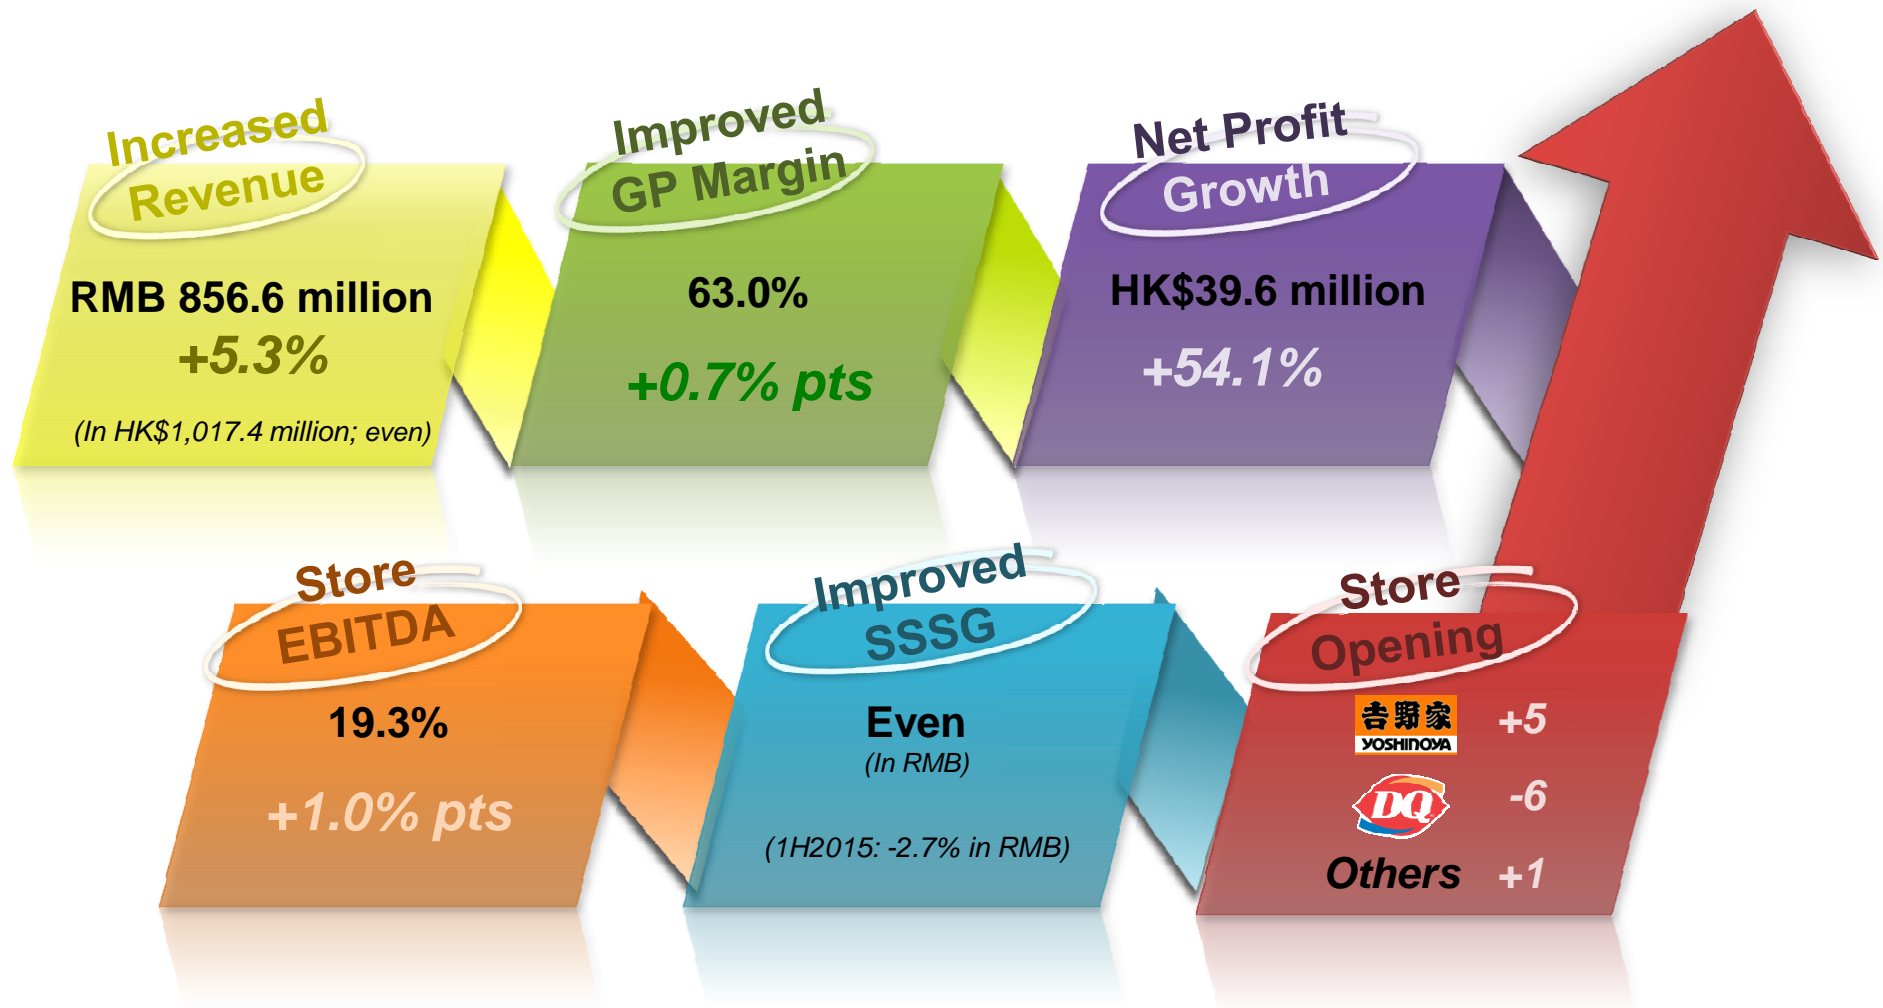 Increased
Revenue
RMB 856.6 million
+5.3%
(In HK$1,017.4 million; even)
Improved
GP Margin
63.0%
+0.7% pts
Net Profit
Growth
HK$39.6 million
+54.1%
Store
EBITDA
19.3%
+1.0% pts
Improved
SSSG
Even
(In RMB)
(1H2015: -2.7% in RMB)
Store
Opening
吉野家
YOSHINOYA +5
DQ -6
Others +1